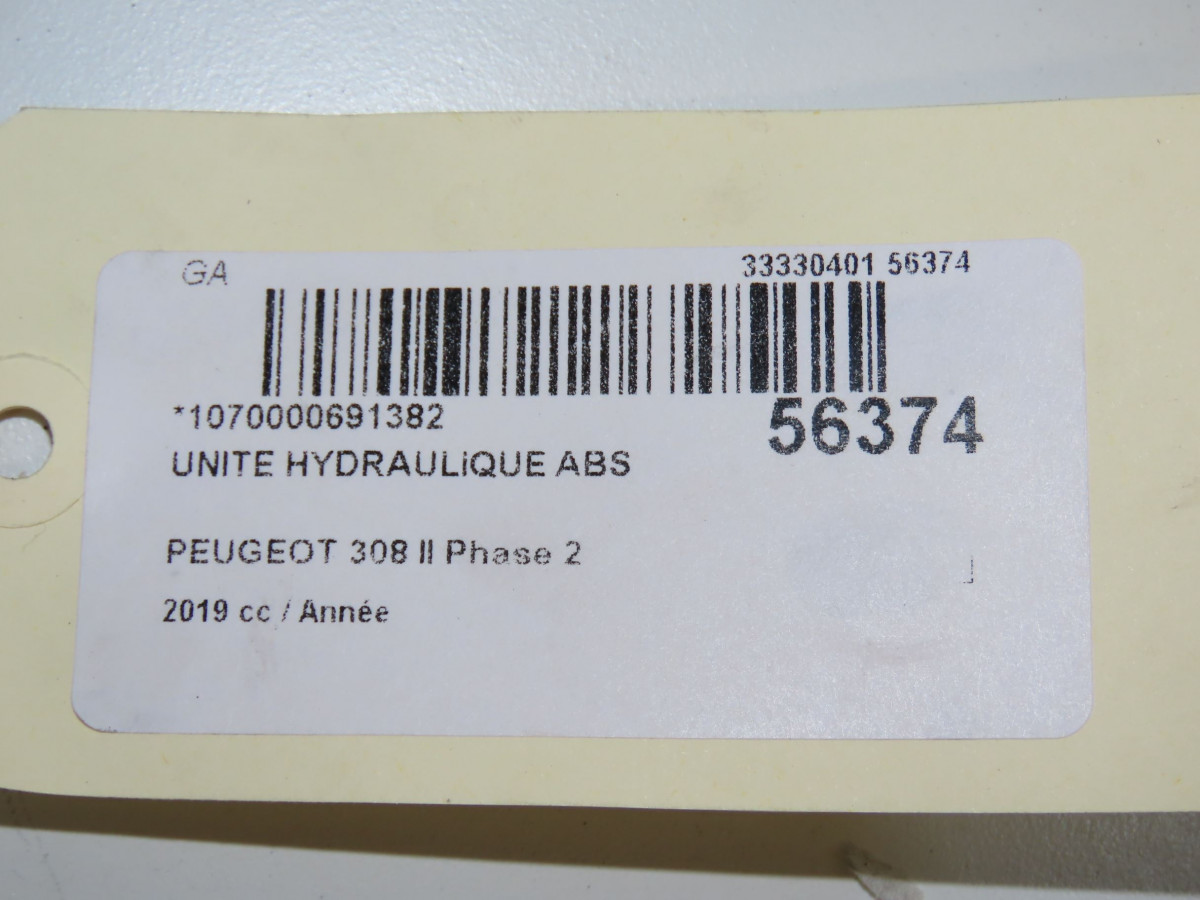 GA
33330401 56374
*1070000691382
56374
UNITE HYDRAULIQUE ABS
PEUGEOT 308 II Phase 2
2019 cc / Année